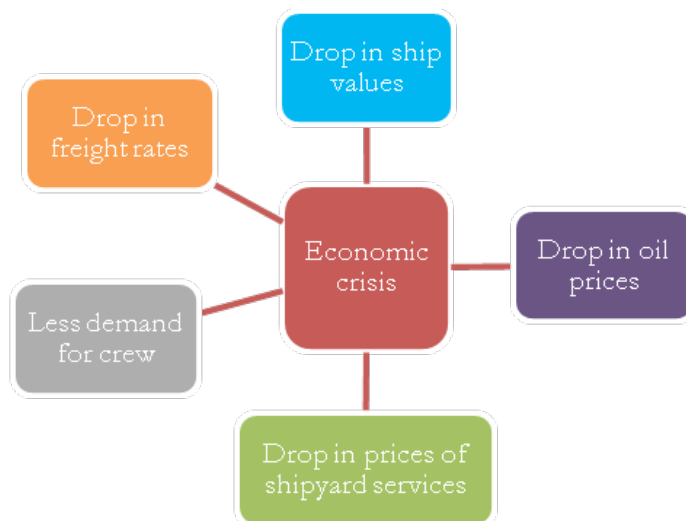 Drop in ship
values
Drop in
freight rates
Economic
crisis
Drop in oil
prices
Less demand
for crew
Drop in prices of
shipyard services